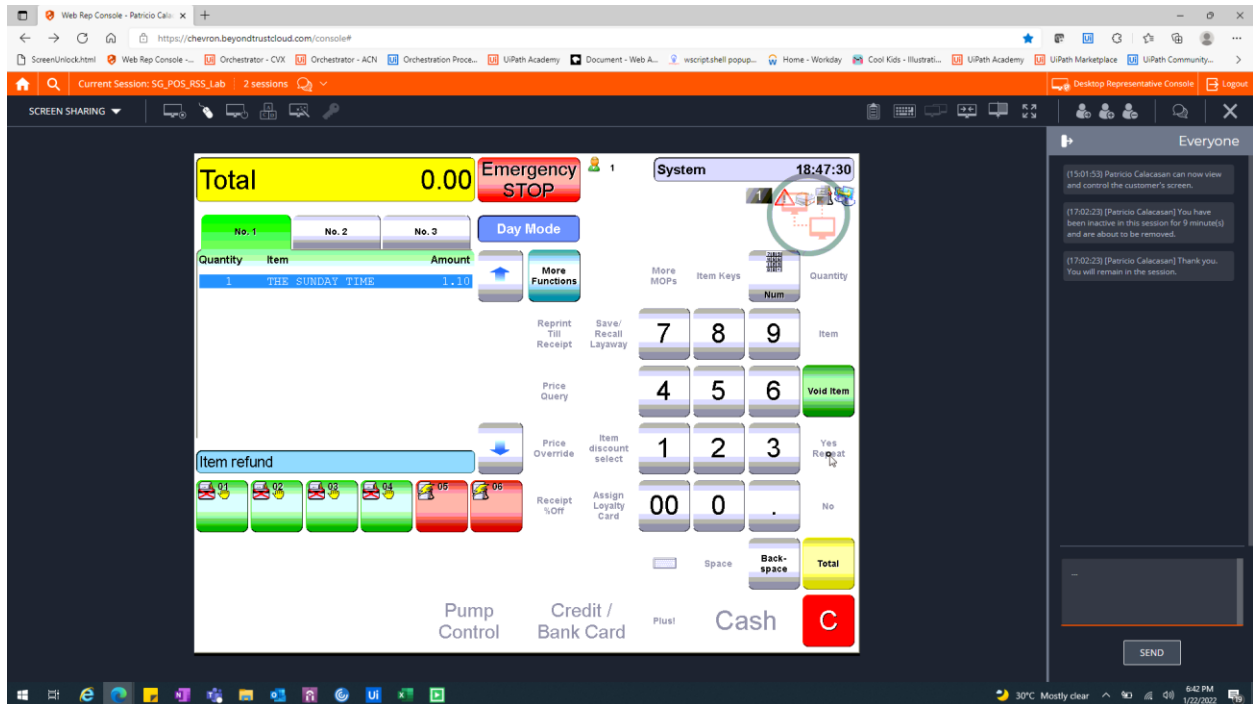 Web Rep Console - Patricio Cala
https://chevron.beyondtrustcloud.com/console#
ScreenUnlock.html
Web Rep Console -...
Orchestrator - CVX
Orchestrator - ACN
Orchestration Proce...
UiPath Academy
Document - Web A...
wscript.shell popup...
Home - Workday
Cool Kids - Illustrati...
UiPath Academy
UiPath Marketplace
UiPath Community...
Current Session: SG_POS_RSS_Lab
2 sessions
Desktop Representative Console
Logout
SCREEN SHARING
Everyone
(15:01:53) Patricio Calacasan can now view
and control the customer's screen.
(17:02:23) [Patricio Calacasan] You have
been inactive in this session for 9 minute(s)
and are about to be removed.
(17:02:23) [Patricio Calacasan] Thank you.
You will remain in the session.
...
SEND
Total 0.00
Emergency
STOP
1
System 18:47:30
1
No. 1
No. 2
No. 3
Day Mode
Quantity Item Amount
1 THE SUNDAY TIME 1.10
More
Functions
More
MOPs
Item Keys
Num
Quantity
Reprint
Till
Receipt
Save/
Recall
Layaway
7
8
9
Item
Price
Query
4
5
6
Void Item
Price
Override
Item
discount
select
1
2
3
Yes
Repeat
Item refund
01
02
03
04
05
06
Receipt
%Off
Assign
Loyalty
Card
00
0
.
No
Space
Back-
space
Total
Pump
Control
Credit /
Bank Card
Plus!
Cash
C
30°C Mostly clear
6:42 PM
1/22/2022